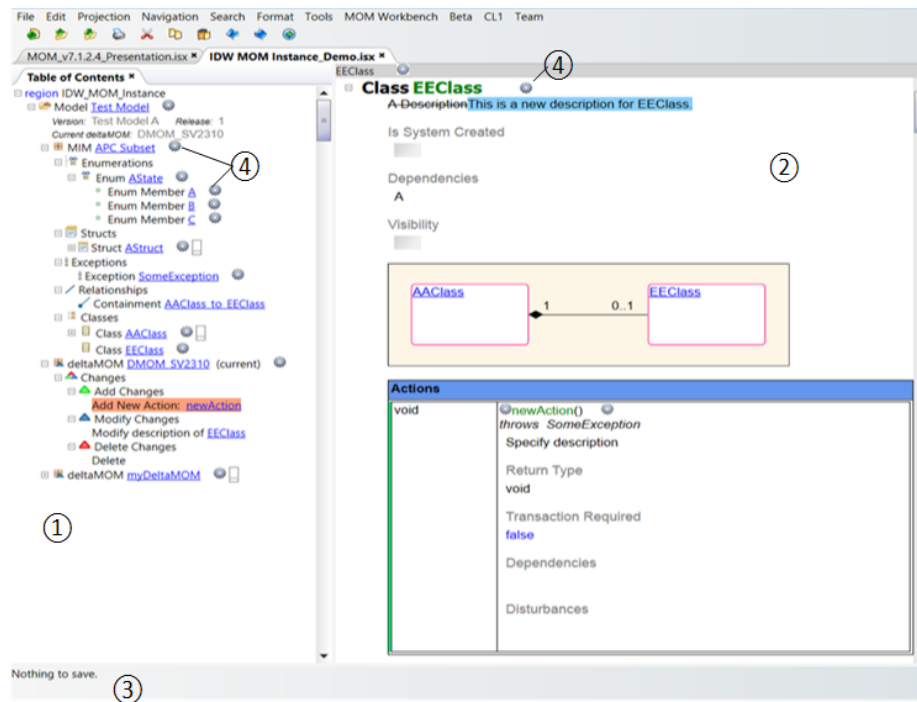 File Edit Projection Navigation Search Format Tools MOM Workbench Beta CL1 Team
MOM_v7.1.2.4_Presentation.isx IDW MOM Instance_Demo.isx
Table of Contents
region IDW_MOM_Instance
Model Test Model
Version: Test Model A Release: 1
Current deltaMOM: DMOM_SV2310
MIM APC Subset
4
Enumerations
Enum AState
Enum Member A
Enum Member B
Enum Member C
Structs
Struct AStruct
Exceptions
Exception SomeException
Relationships
Containment AAClass_to_EEClass
Classes
Class AAClass
Class EEClass
deltaMOM DMOM_SV2310 (current)
Changes
Add Changes
Add New Action: newAction
Modify Changes
Modify description of EEClass
Delete Changes
Delete
deltaMOM myDeltaMOM
1
EEClass
4
Class EEClass
A Description This is a new description for EEClass.
Is System Created
2
Dependencies
A
Visibility
AAClass 1 0..1 EEClass
Actions
void newAction()
throws SomeException
Specify description
Return Type
void
Transaction Required
false
Dependencies
Disturbances
Nothing to save.
3